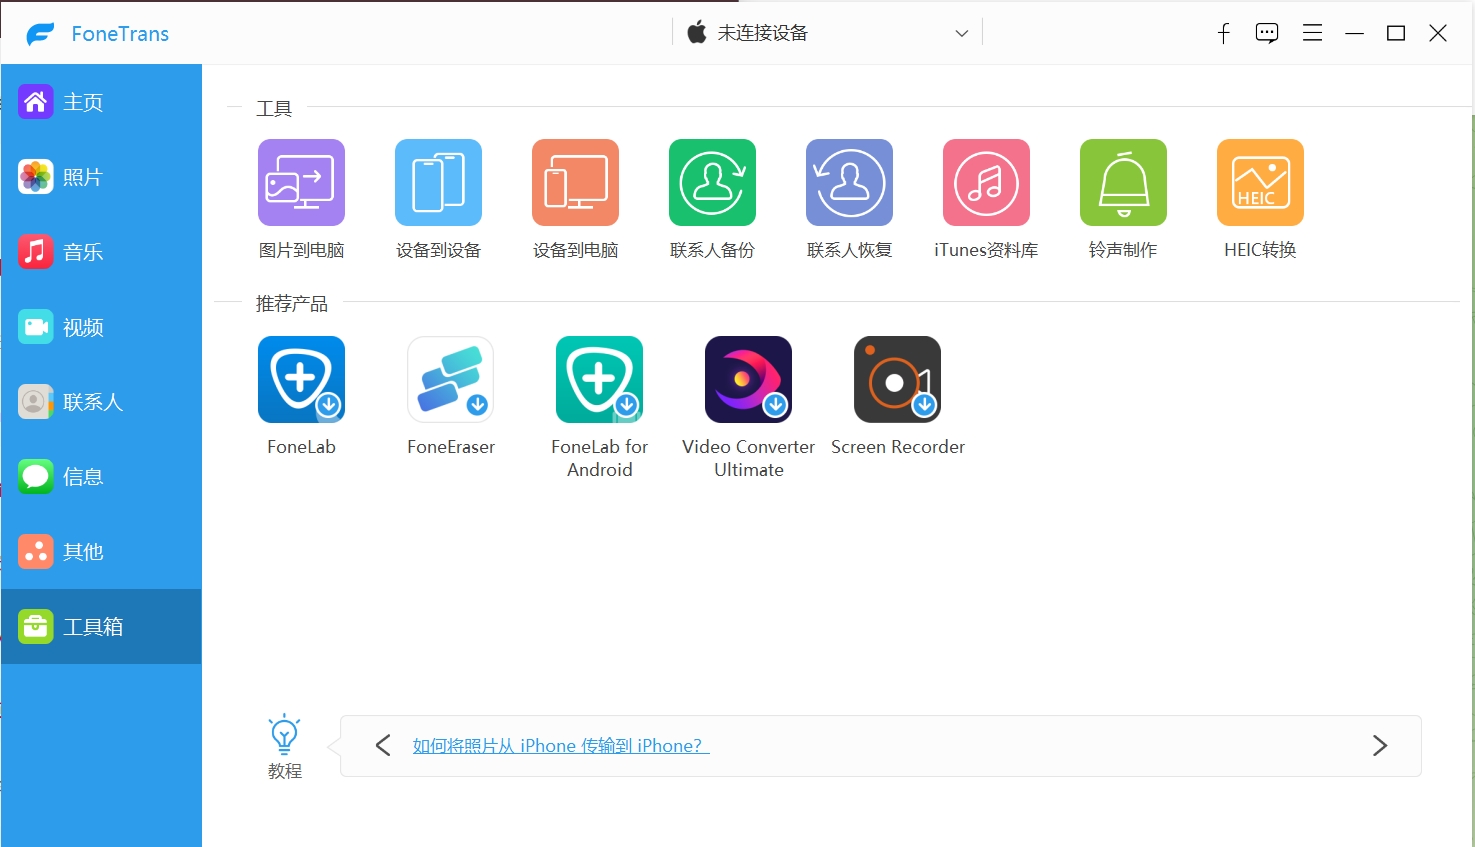 FoneTrans
未连接设备
主页
照片
音乐
视频
联系人
信息
其他
工具箱
工具
HEIC
图片到电脑
设备到设备
设备到电脑
联系人备份
联系人恢复
iTunes资料库
铃声制作
HEIC转换
推荐产品
FoneLab
FoneEraser
FoneLab for
Android
Video Converter
Ultimate
Screen Recorder
教程
如何将照片从 iPhone 传输到 iPhone?